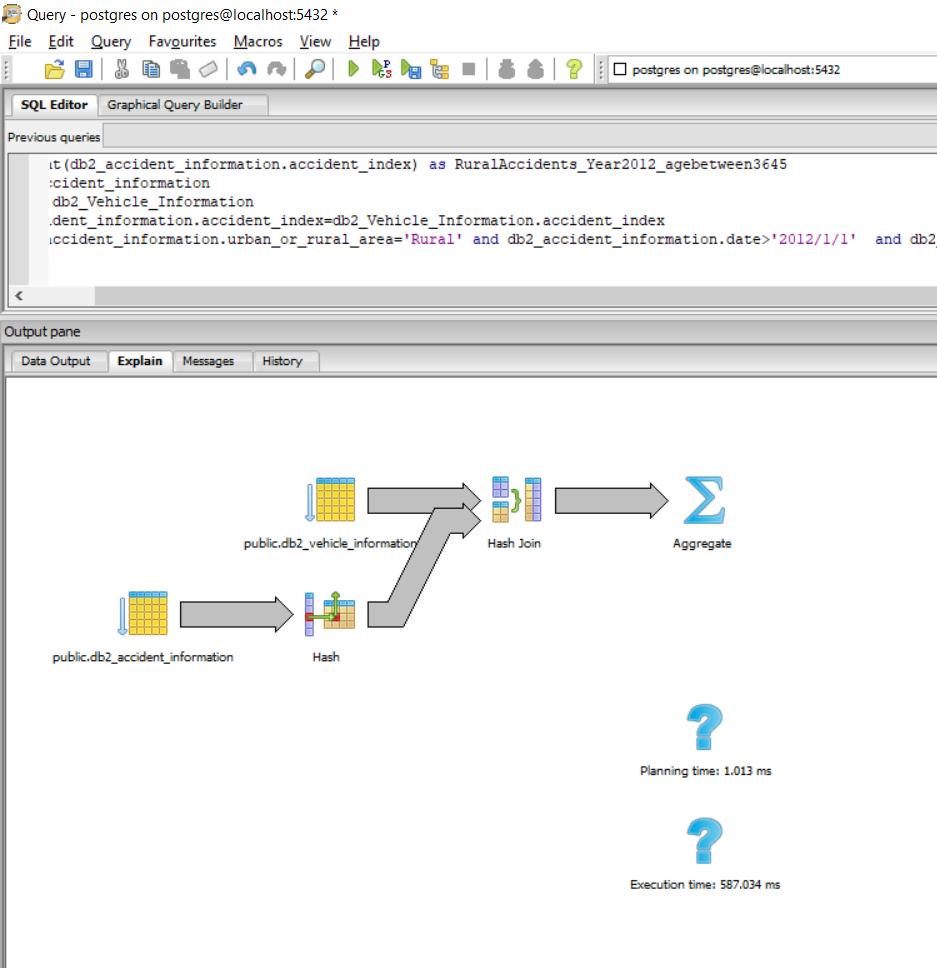 Query - postgres on postgres@localhost:5432 *
File Edit Query Favourites Macros View Help
postgres on postgres@localhost:5432
SQL Editor Graphical Query Builder
Previous queries
t(db2_accident_information.accident_index) as RuralAccidents_Year2012_agebetween3645
ccident_information
db2_Vehicle_Information
dent_information.accident_index=db2_Vehicle_Information.accident_index
ccident_information.urban_or_rural_area='Rural' and db2_accident_information.date>'2012/1/1' and db2_
Output pane
Data Output Explain Messages History
public.db2_vehicle_information
Hash Join
Aggregate
public.db2_accident_information
Hash
Planning time: 1.013 ms
Execution time: 587.034 ms